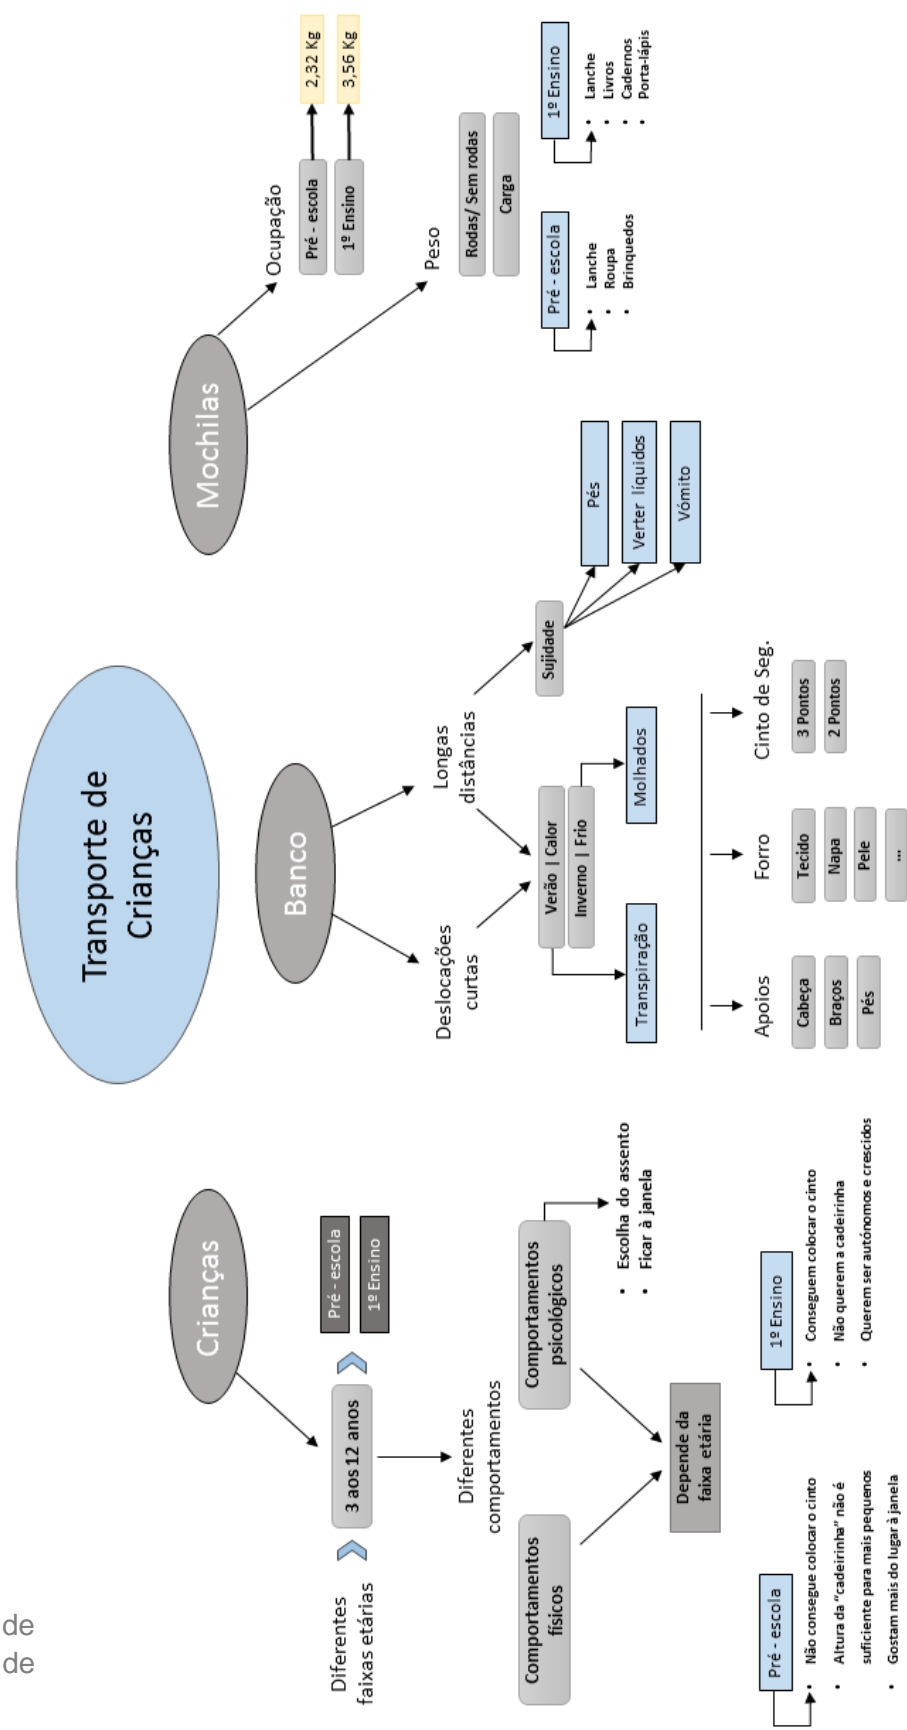 Transporte de
Crianças
Crianças
Diferentes
faixas etárias
3 aos12 anos
Pré - escola
1º Ensino
Diferentes
comportamentos
Comportamentos
físicos
Comportamentos
psicológicos
• Escolha do assento
• Ficar à janela
Depende da
faixa etária
Pré - escola
• Não consegue colocar o cinto
• Altura da “cadeirinha” não é
suficiente para mais pequenos
• Gostam mais do lugar à janela
1º Ensino
• Conseguem colocar o cinto
• Não querem a cadeirinha
• Querem ser autónomos e crescidos
Banco
Deslocações
curtas
Longas
distâncias
Verão | Calor
Inverno | Frio
Transpiração
Molhados
Sujidade
Pés
Verter líquidos
Vómito
Apoios
Cabeça
Braços
Pés
Forro
Tecido
Napa
Pele
...
Cinto de Seg.
3 Pontos
2 Pontos
Mochilas
Ocupação
Pré - escola
2,32 Kg
1º Ensino
3,56 Kg
Peso
Rodas/ Sem rodas
Carga
Pré - escola
• Lanche
• Roupa
• Brinquedos
1º Ensino
• Lanche
• Livros
• Cadernos
• Porta-lápis
de
de